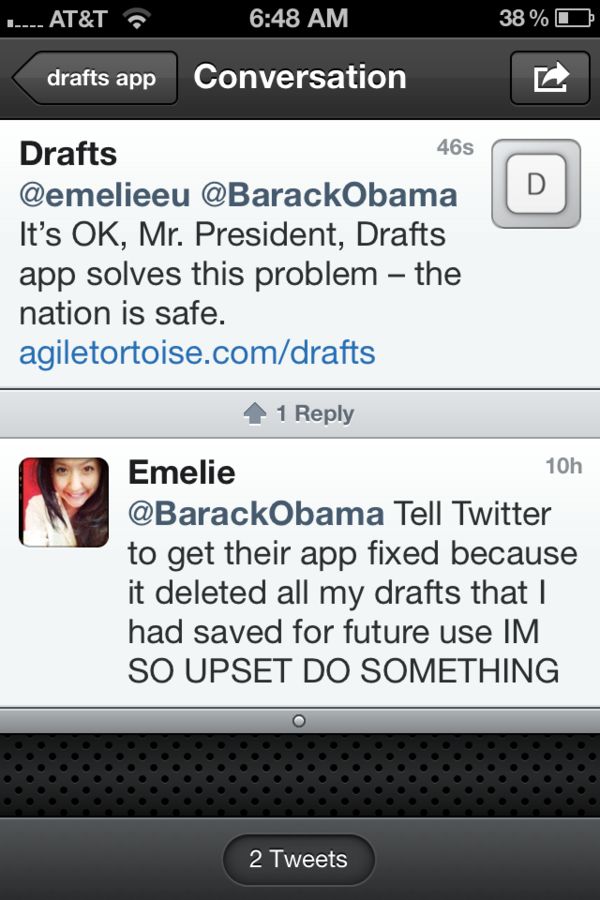 AT&T 6:48 AM 38 %
drafts app Conversation
Drafts 46s
@emelieeu @BarackObama
It’s OK, Mr. President, Drafts
app solves this problem – the
nation is safe.
agiletortoise.com/drafts
D
1 Reply
Emelie 10h
@BarackObama Tell Twitter
to get their app fixed because
it deleted all my drafts that I
had saved for future use IM
SO UPSET DO SOMETHING
2 Tweets